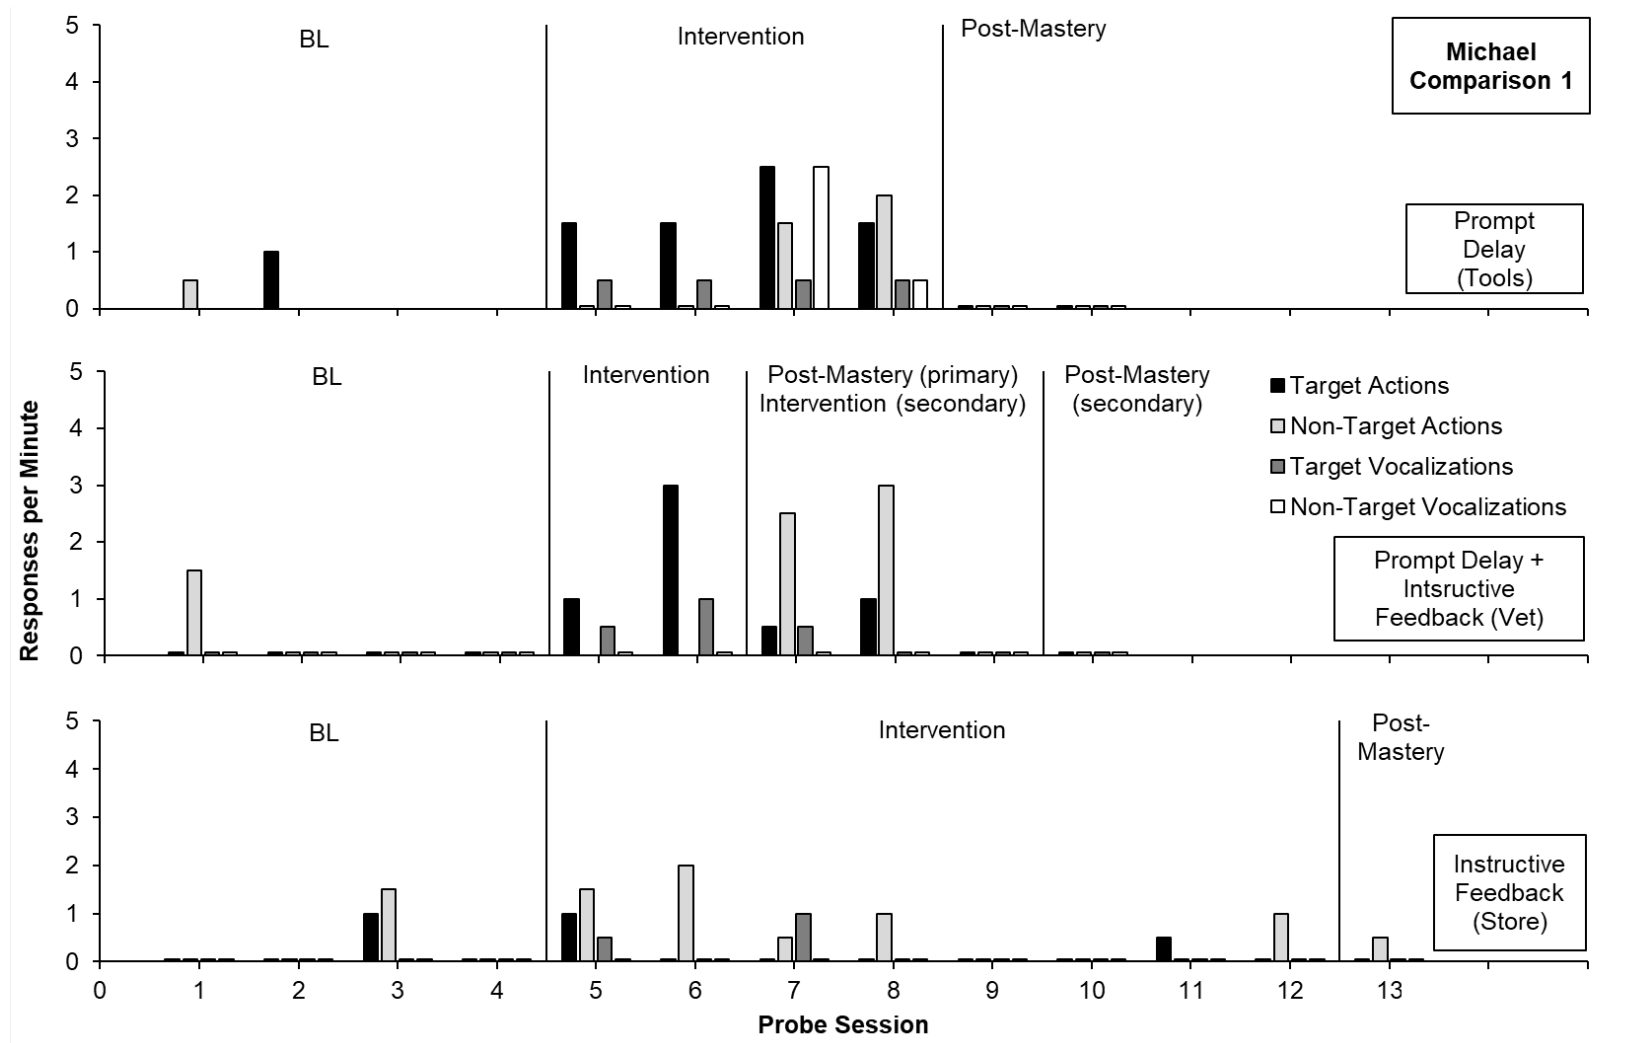 5
BL
Intervention
Post-Mastery
Michael
Comparison 1
4
3
2
1
0
Prompt
Delay
(Tools)
5
BL
Intervention
Post-Mastery (primary)
Intervention (secondary)
Post-Mastery
(secondary)
4
3
2
1
0
Target Actions
Non-Target Actions
Target Vocalizations
Non-Target Vocalizations
Prompt Delay +
Intsructive
Feedback (Vet)
Responses per Minute
5
BL
Intervention
Post-
Mastery
4
3
2
1
0
Instructive
Feedback
(Store)
0 1 2 3 4 5 6 7 8 9 10 11 12 13
Probe Session